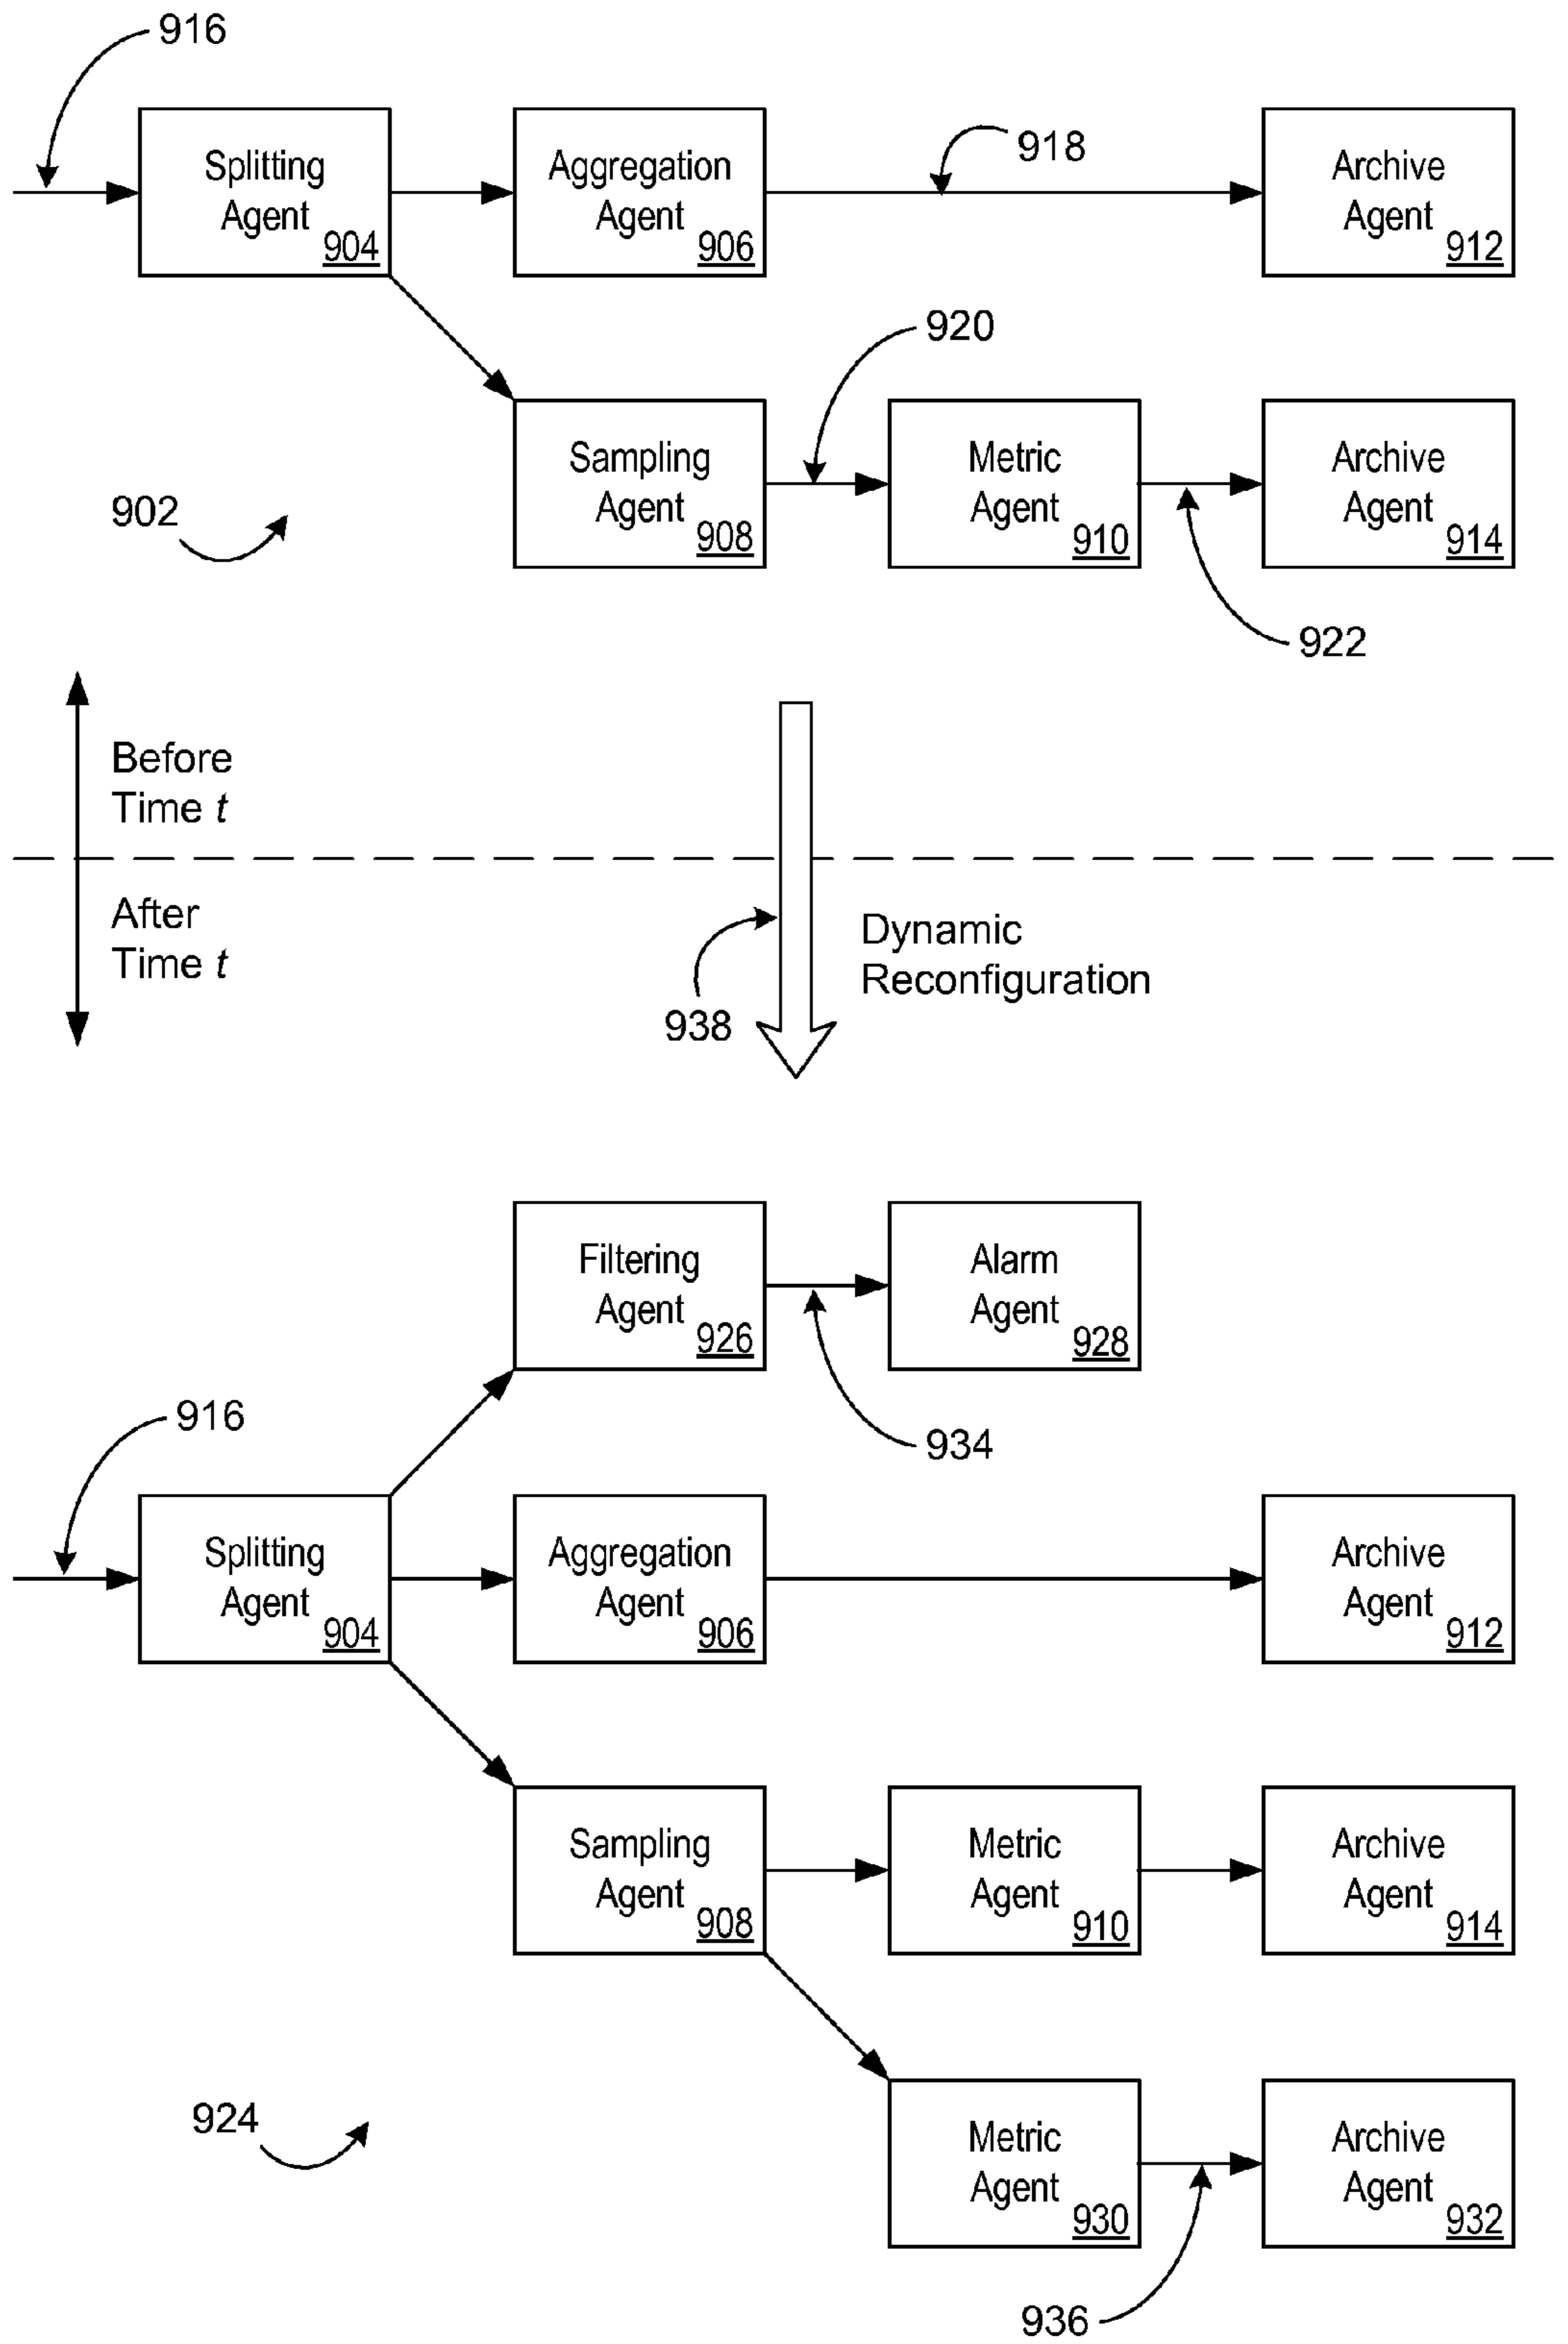 916
Splitting
Agent
904
Aggregation
Agent
906
918
Archive
Agent
912
920
Sampling
Agent
908
Metric
Agent
910
Archive
Agent
914
902
922
Before
Time t
After
Time t
938
Dynamic
Reconfiguration
Filtering
Agent
926
Alarm
Agent
928
934
916
Splitting
Agent
904
Aggregation
Agent
906
Archive
Agent
912
Sampling
Agent
908
Metric
Agent
910
Archive
Agent
914
924
Metric
Agent
930
Archive
Agent
932
936